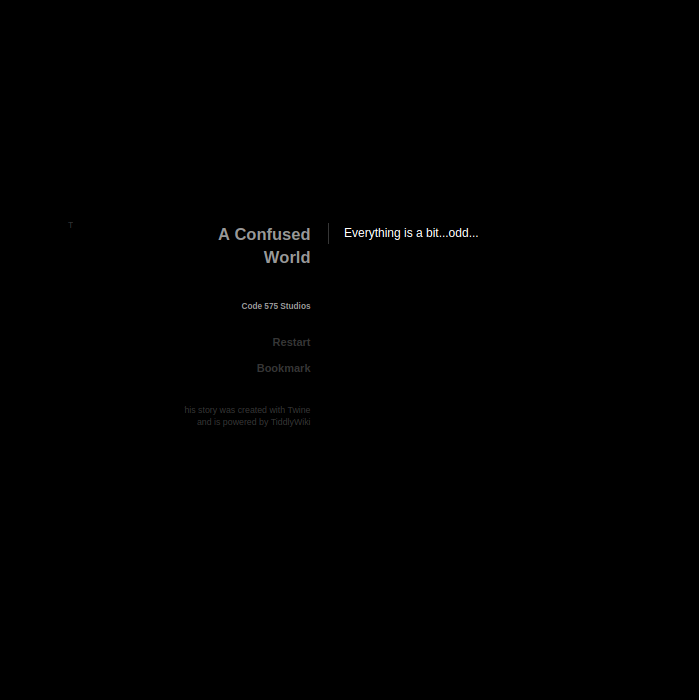 T
A Confused
World
Everything is a bit...odd...
Code 575 Studios
Restart
Bookmark
his story was created with Twine
and is powered by TiddlyWiki